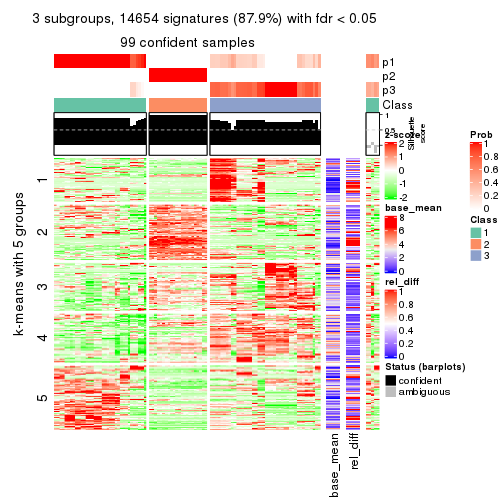 3 subgroups, 14654 signatures (87.9%) with fdr < 0.05
99 confident samples
p1
p2
p3
Class
1
0.5
Silhouette
score
k-means with 5 groups
1
2
3
4
5
base_mean
rel_diff
z-score
2
1
0
-1
-2
base_mean
8
6
4
2
0
rel_diff
1
0.8
0.6
0.4
0.2
0
Status (barplots)
confident
ambiguous
Prob
1
0.8
0.6
0.4
0.2
0
Class
1
2
3